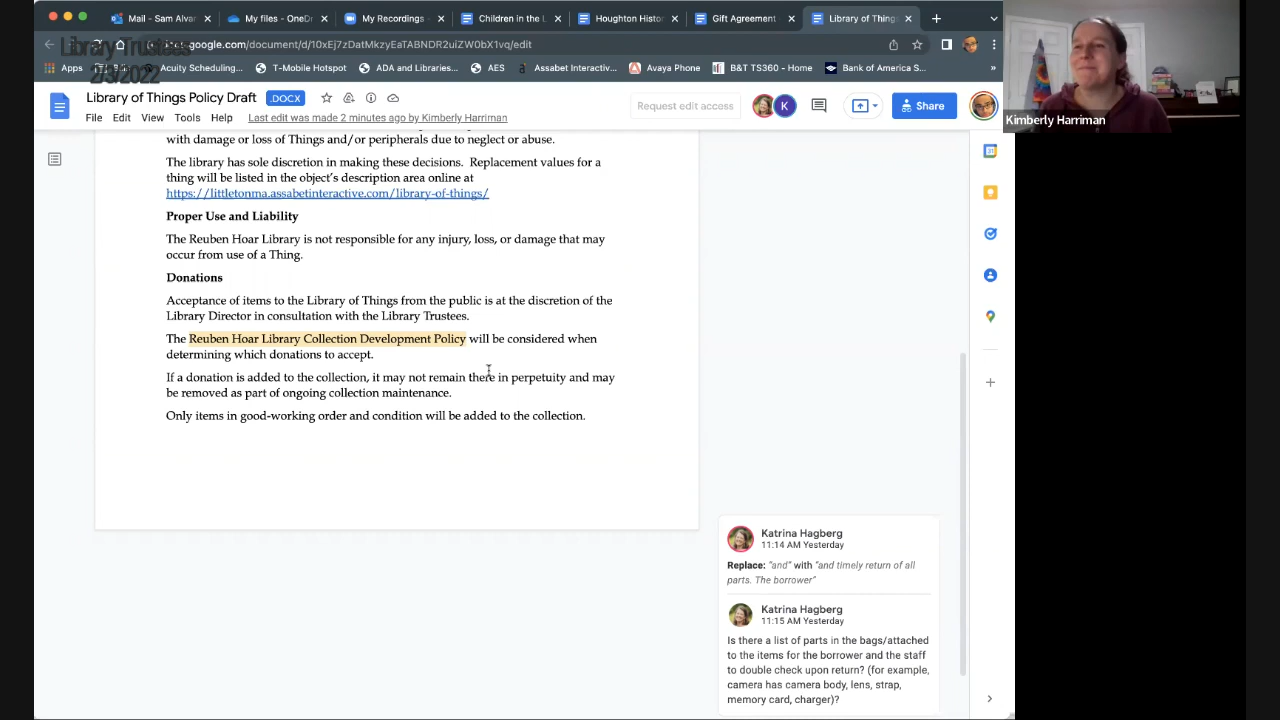 Mail - Sam Alvar
My files - OneDr
My Recordings -
Children in the L
Houghton Histor
Gift Agreement
Library of Things
google.com/document/d/10xEj7zDatMkzyEaTABNDR2uiZW0bX1vq/edit
Library Trustees
2/3/2022
Apps
Acuity Scheduling...
T-Mobile Hotspot
ADA and Libraries...
AES
Assabet Interactiv...
Avaya Phone
B&T TS360 - Home
Bank of America S...
»
Library of Things Policy Draft
.DOCX
Request edit access
K
Share
File Edit View Tools Help
Last edit was made 2 minutes ago by Kimberly Harriman
Kimberly Harriman
with damage or loss of Things and/or peripherals due to neglect or abuse.
The library has sole discretion in making these decisions. Replacement values for a
thing will be listed in the object's description area online at
https://littletonma.assabetinteractive.com/library-of-things/
Proper Use and Liability
The Reuben Hoar Library is not responsible for any injury, loss, or damage that may
occur from use of a Thing.
Donations
Acceptance of items to the Library of Things from the public is at the discretion of the
Library Director in consultation with the Library Trustees.
The Reuben Hoar Library Collection Development Policy will be considered when
determining which donations to accept.
If a donation is added to the collection, it may not remain there in perpetuity and may
be removed as part of ongoing collection maintenance.
Only items in good-working order and condition will be added to the collection.
Katrina Hagberg
11:14 AM Yesterday
Replace: "and" with "and timely return of all
parts. The borrower"
Katrina Hagberg
11:15 AM Yesterday
Is there a list of parts in the bags/attached
to the items for the borrower and the staff
to double check upon return? (for example,
camera has camera body, lens, strap,
memory card, charger)?